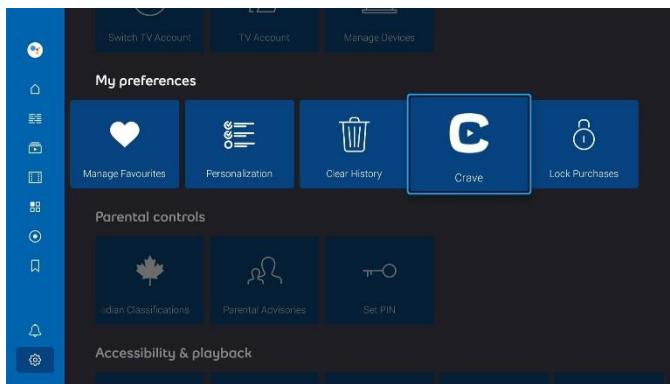 Switch TV Account
TV Account
Manage Devices
My preferences
Manage Favourites
Personalization
Clear History
Crave
Lock Purchases
Parental controls
adian Classifications
Parental Advisories
Set PIN
Accessibility & playback